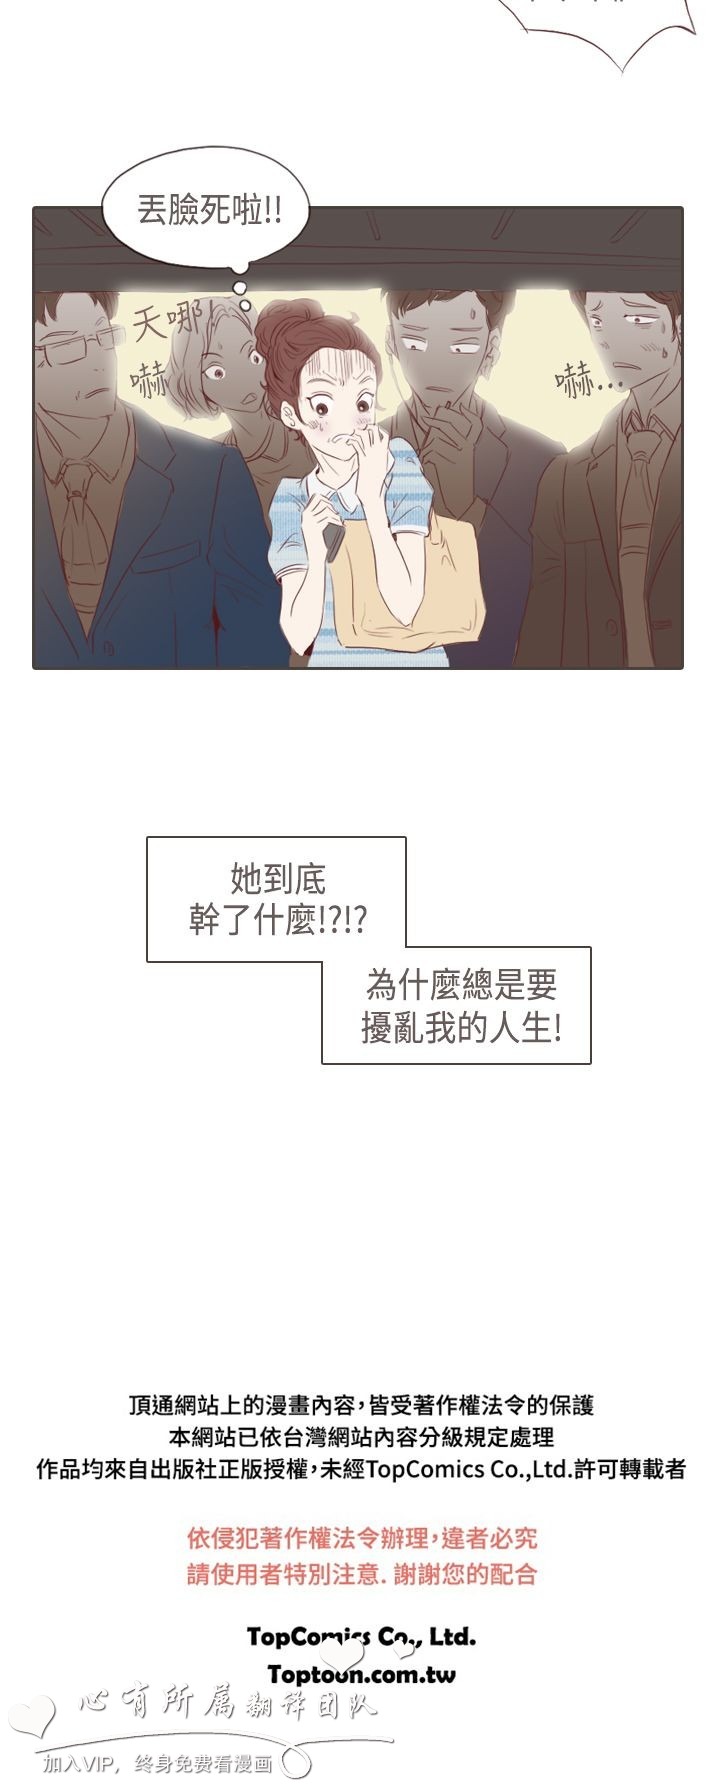 丟臉死啦!!
天哪!
嚇
嚇...
她到底
幹了什麼!?!?
為什麼總是要
擾亂我的人生!
頂通網站上的漫畫內容，皆受著作權法令的保護
本網站已依台灣網站內容分級規定處理
作品均來自出版社正版授權，未經TopComics Co.,Ltd.許可轉載者
依侵犯著作權法令辦理，違者必究
請使用者特別注意. 謝謝您的配合
TopComics Co., Ltd.
Toptoon.com.tw
心有所属翻译团队
加入VIP，终身免费看漫画